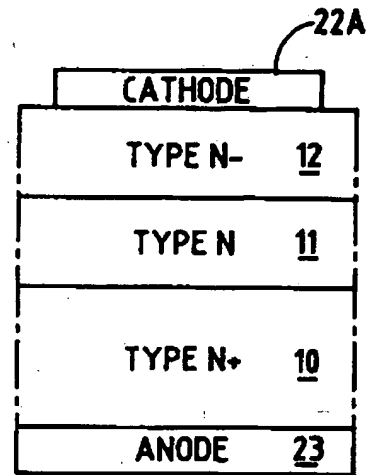 22A
CATHODE
TYPE N- 12
TYPE N 11
TYPE N+ 10
ANODE 23